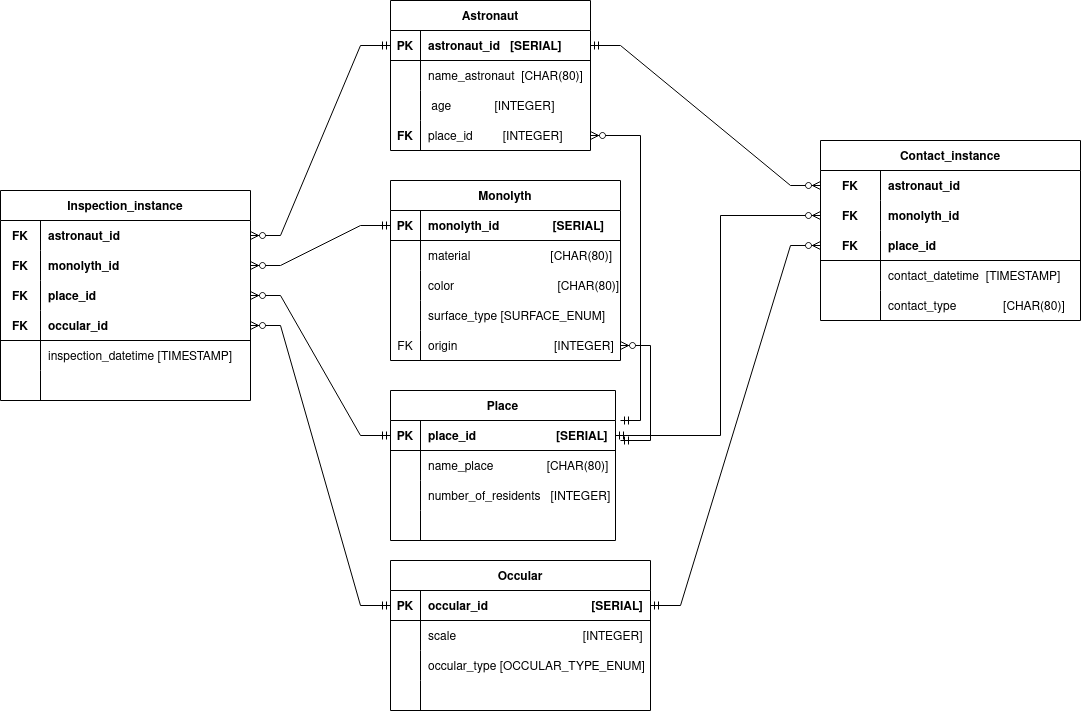 Astronaut
PK astronaut_id [SERIAL]
name_astronaut [CHAR(80)]
age [INTEGER]
FK place_id [INTEGER]
Inspection_instance
FK astronaut_id
FK monolyth_id
FK place_id
FK occular_id
inspection_datetime [TIMESTAMP]
Monolyth
PK monolyth_id [SERIAL]
material [CHAR(80)]
color [CHAR(80)]
surface_type [SURFACE_ENUM]
FK origin [INTEGER]
Contact_instance
FK astronaut_id
FK monolyth_id
FK place_id
contact_datetime [TIMESTAMP]
contact_type [CHAR(80)]
Place
PK place_id [SERIAL]
name_place [CHAR(80)]
number_of_residents [INTEGER]
Occular
PK occular_id [SERIAL]
scale [INTEGER]
occular_type [OCCULAR_TYPE_ENUM]